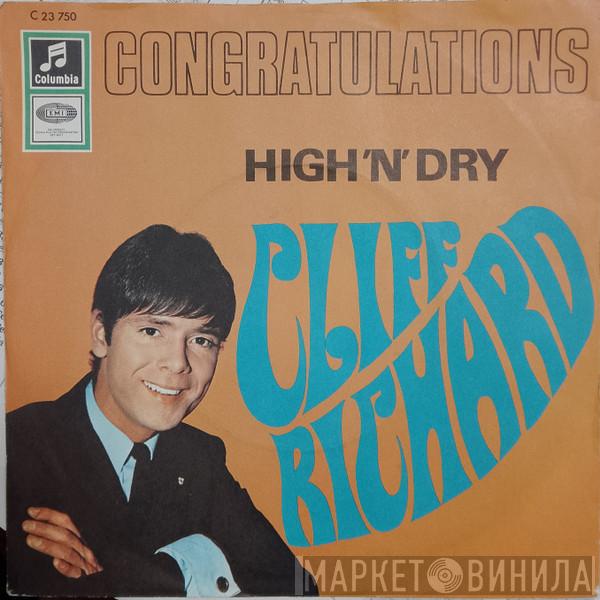 C 23 750
CONGRATULATIONS
Columbia
EMI
HIGH 'N' DRY
CLIFF
RICHARD
МАРКЕТ ВИНИЛА